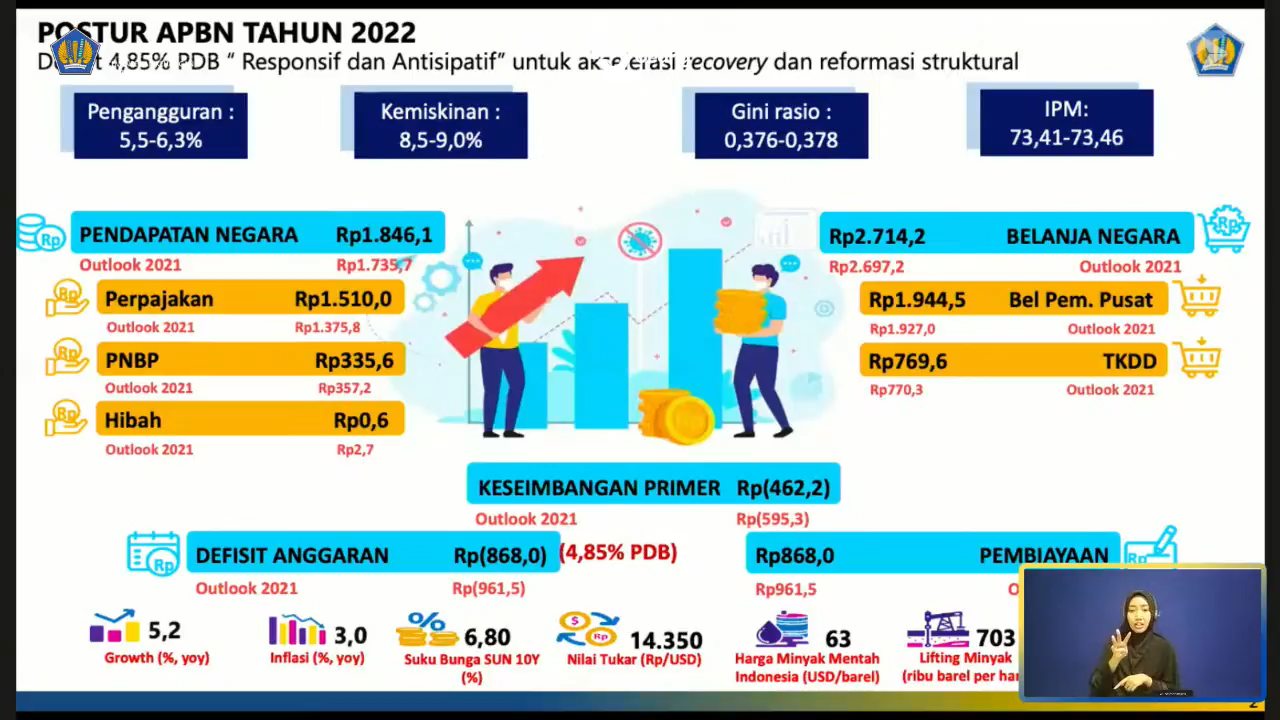 POSTUR APBN TAHUN 2022
4,85% PDB “ Responsif dan Antisipatif” untuk akselerasi recovery dan reformasi struktural
Pengangguran :
5,5-6,3%
Kemiskinan :
8,5-9,0%
Gini rasio :
0,376-0,378
IPM:
73,41-73,46
PENDAPATAN NEGARA Rp1.846,1
Outlook 2021 Rp1.735,7
Perpajakan Rp1.510,0
Outlook 2021 Rp1.375,8
PNBP Rp335,6
Outlook 2021 Rp357,2
Hibah Rp0,6
Outlook 2021 Rp2,7
Rp2.714,2 BELANJA NEGARA
Rp2.697,2 Outlook 2021
Rp1.944,5 Bel Pem. Pusat
Rp1.927,0 Outlook 2021
Rp769,6 TKDD
Rp770,3 Outlook 2021
KESEIMBANGAN PRIMER Rp(462,2)
Outlook 2021 Rp(595,3)
DEFISIT ANGGARAN Rp(868,0) (4,85% PDB)
Outlook 2021 Rp(961,5)
Rp868,0 PEMBIAYAAN
Rp961,5
5,2
Growth (%, yoy)
3,0
Inflasi (%, yoy)
6,80
Suku Bunga SUN 10Y
(%)
14.350
Nilai Tukar (Rp/USD)
63
Harga Minyak Mentah
Indonesia (USD/barel)
703
Lifting Minyak
(ribu barel per
2